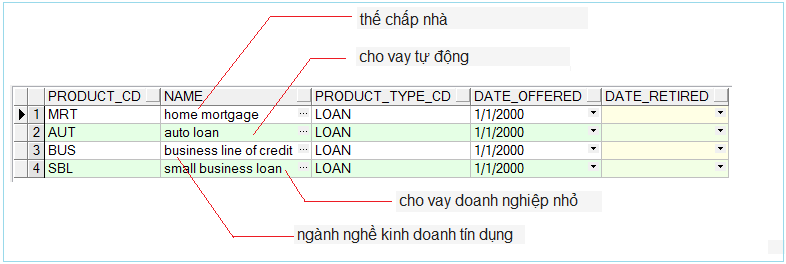 thế chấp nhà
cho vay tự động
PRODUCT_CD NAME PRODUCT_TYPE_CD DATE_OFFERED DATE_RETIRED
1 MRT home mortgage ... LOAN 1/1/2000
2 AUT auto loan ... LOAN 1/1/2000
3 BUS business line of credit ... LOAN 1/1/2000
4 SBL small business loan ... LOAN 1/1/2000
cho vay doanh nghiệp nhỏ
ngành nghề kinh doanh tín dụng